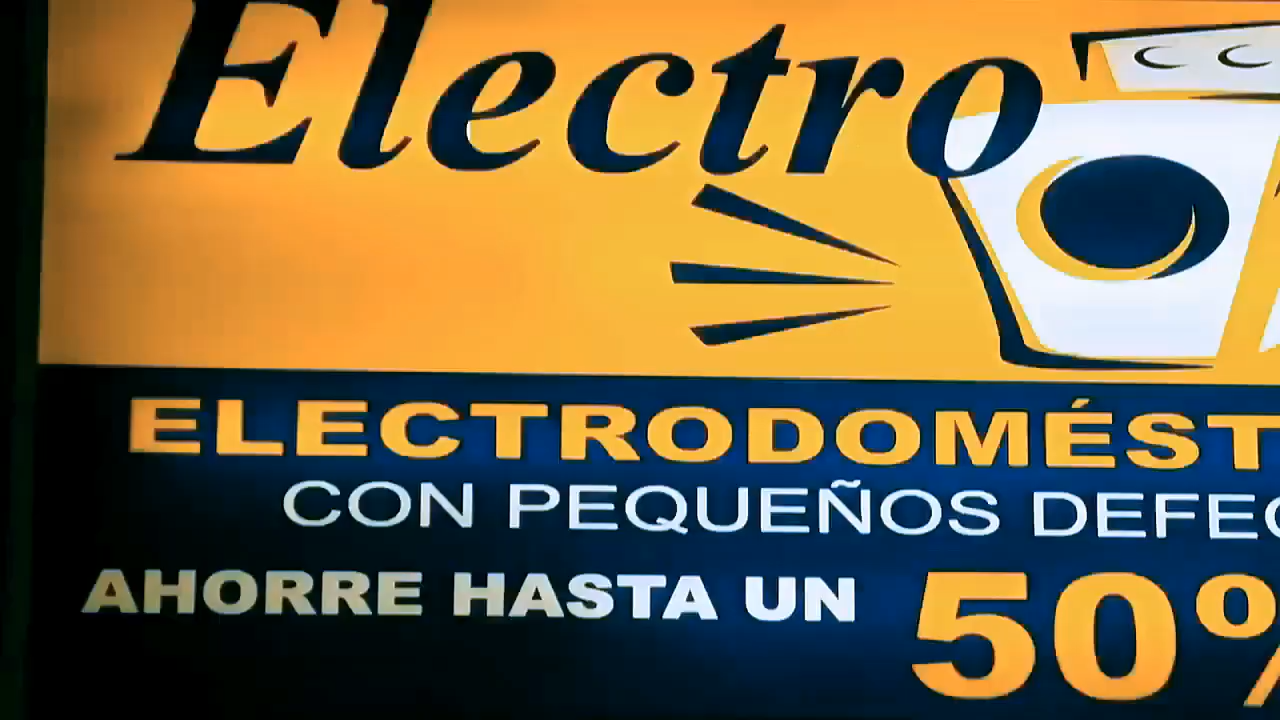 Electro
ELECTRODOMÉST
CON PEQUEÑOS DEFEC
AHORRE HASTA UN 50%